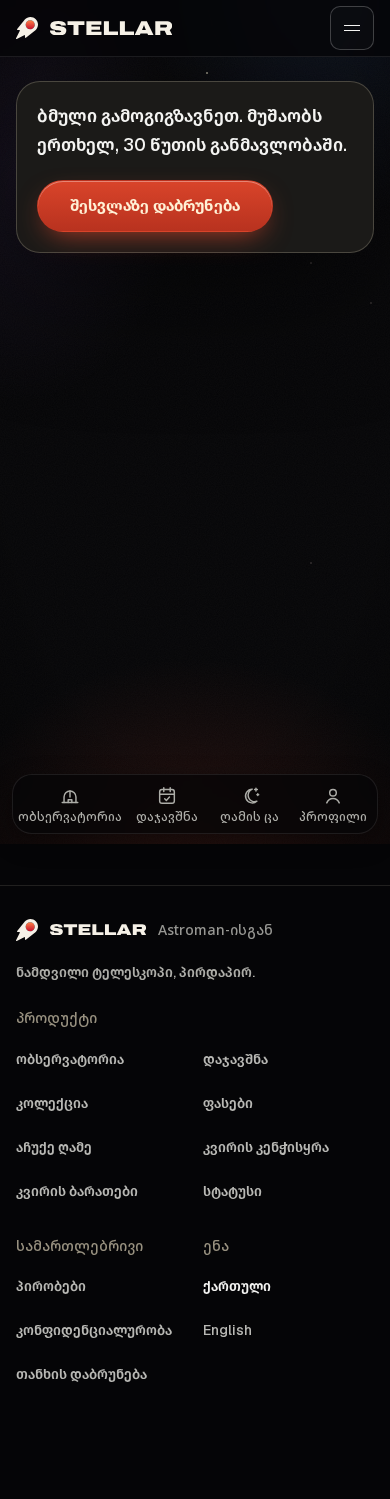 STELLAR
ბმული გამოგიგზავნეთ. მუშაობს
ერთხელ, 30 წუთის განმავლობაში.
შესვლაზე დაბრუნება
ობსერვატორია
დაჯავშნა
ღამის ცა
პროფილი
STELLAR Astroman-ისგან
ნამდვილი ტელესკოპი, პირდაპირ.
პროდუქტი
ობსერვატორია
დაჯავშნა
კოლექცია
ფასები
აჩუქე ღამე
კვირის კენჭისყრა
კვირის ბარათები
სტატუსი
სამართლებრივი
ენა
პირობები
ქართული
კონფიდენციალურობა
English
თანხის დაბრუნება